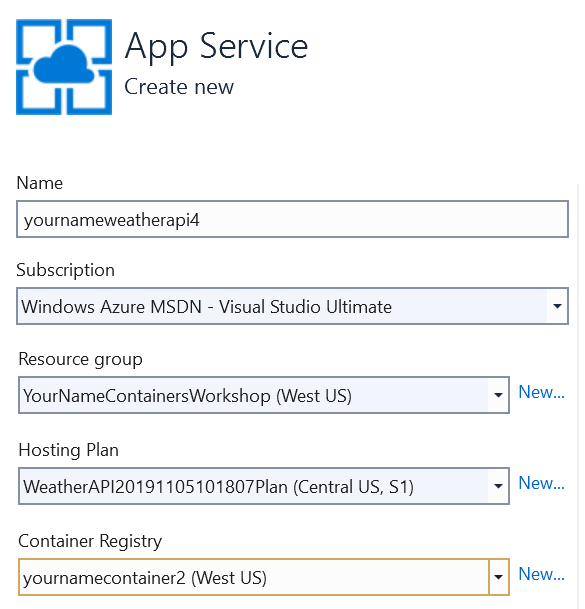 App Service
Create new
Name
yournameweatherapi4
Subscription
Windows Azure MSDN - Visual Studio Ultimate
Resource group
YourNameContainersWorkshop (West US) New...
Hosting Plan
WeatherAPI20191105101807Plan (Central US, S1) New...
Container Registry
yournamecontainer2 (West US) New...